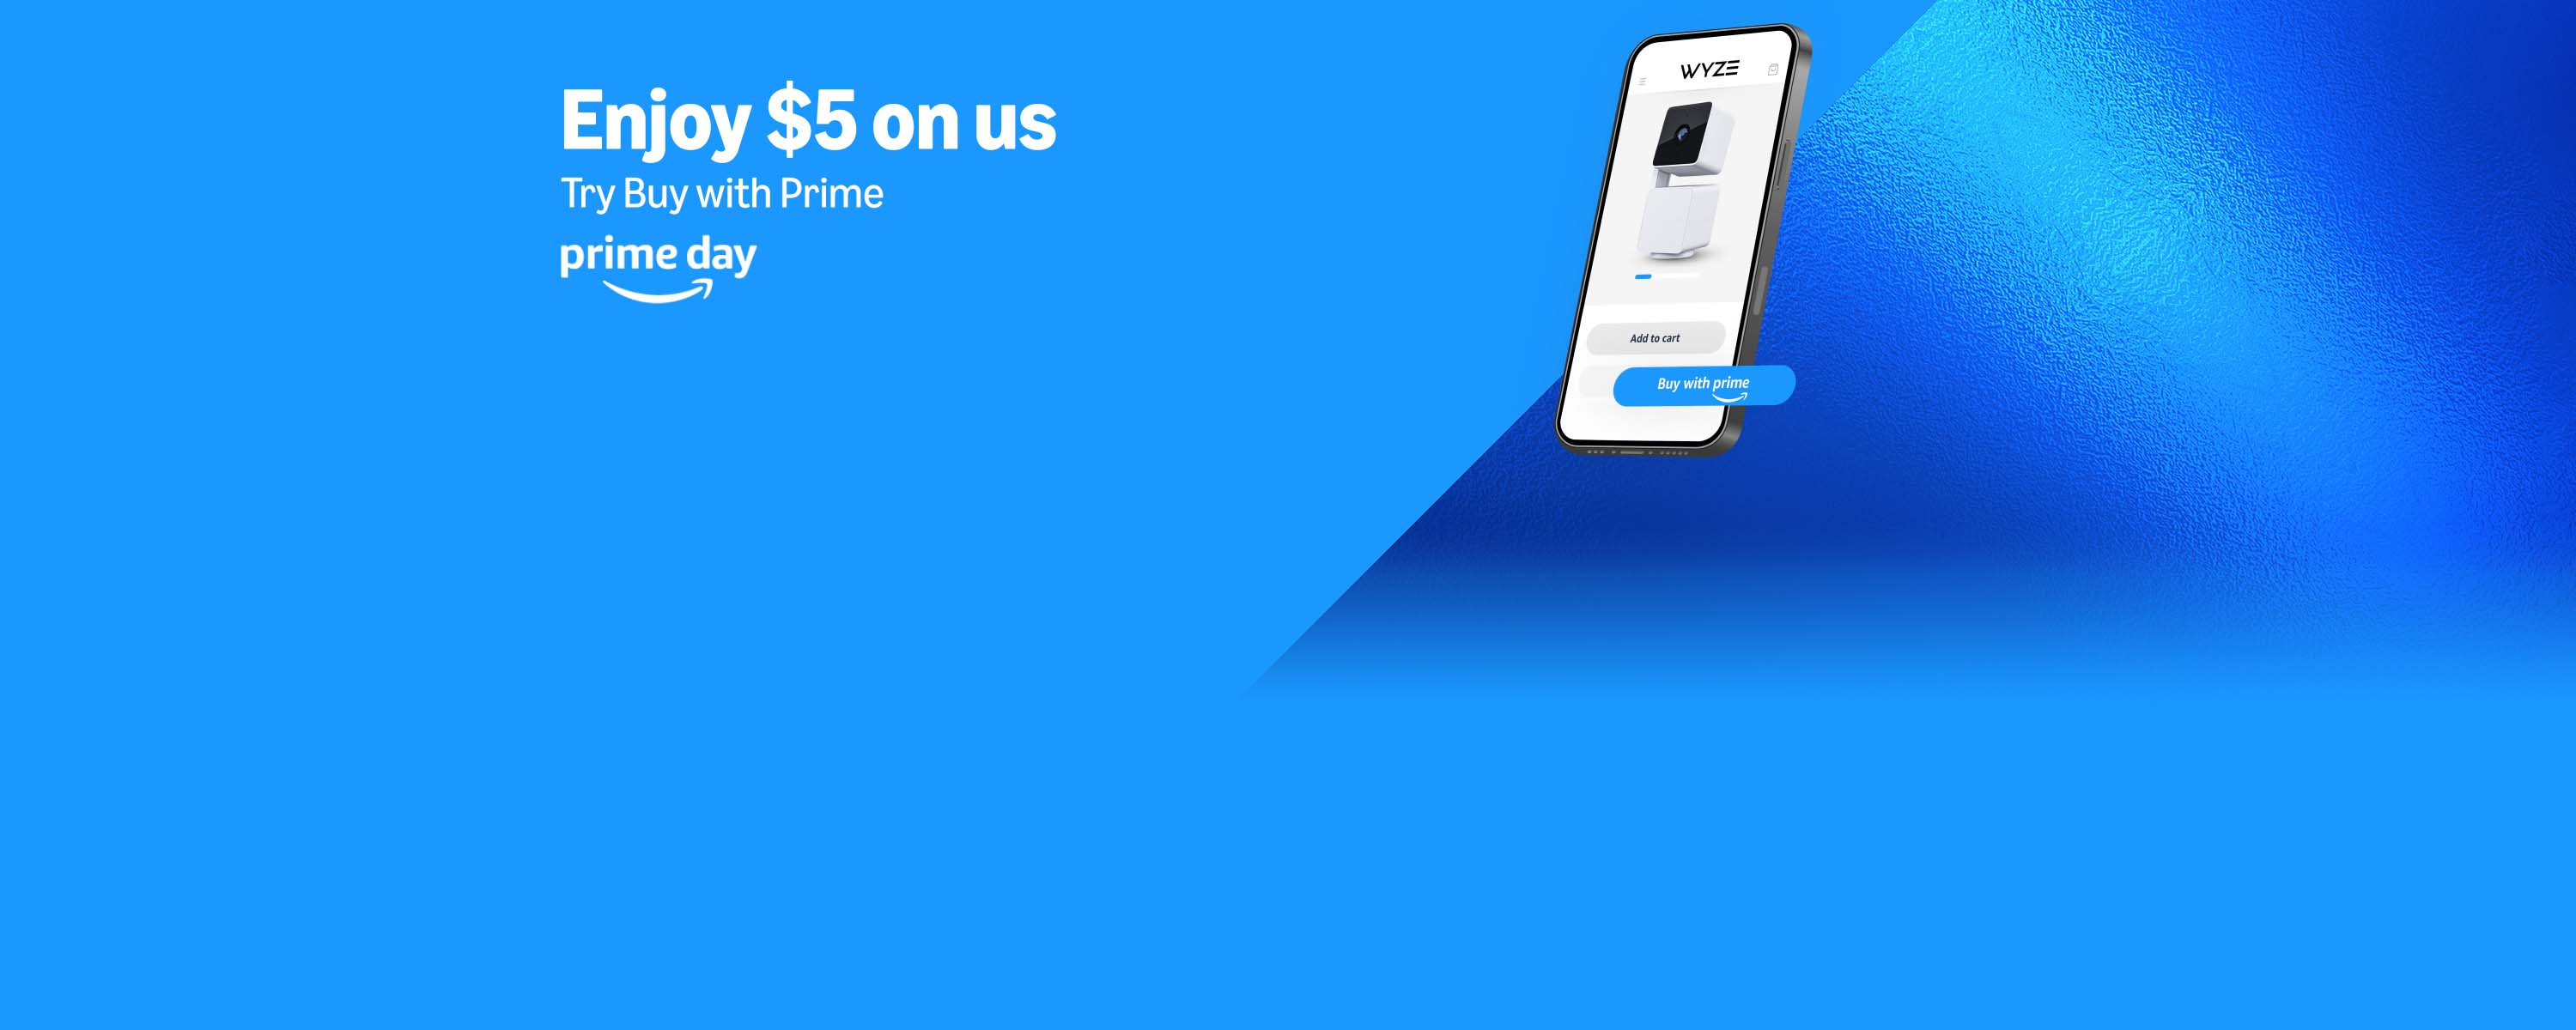 Enjoy $5 on us
Try Buy with Prime
prime day
WYZE
Add to cart
Buy with prime